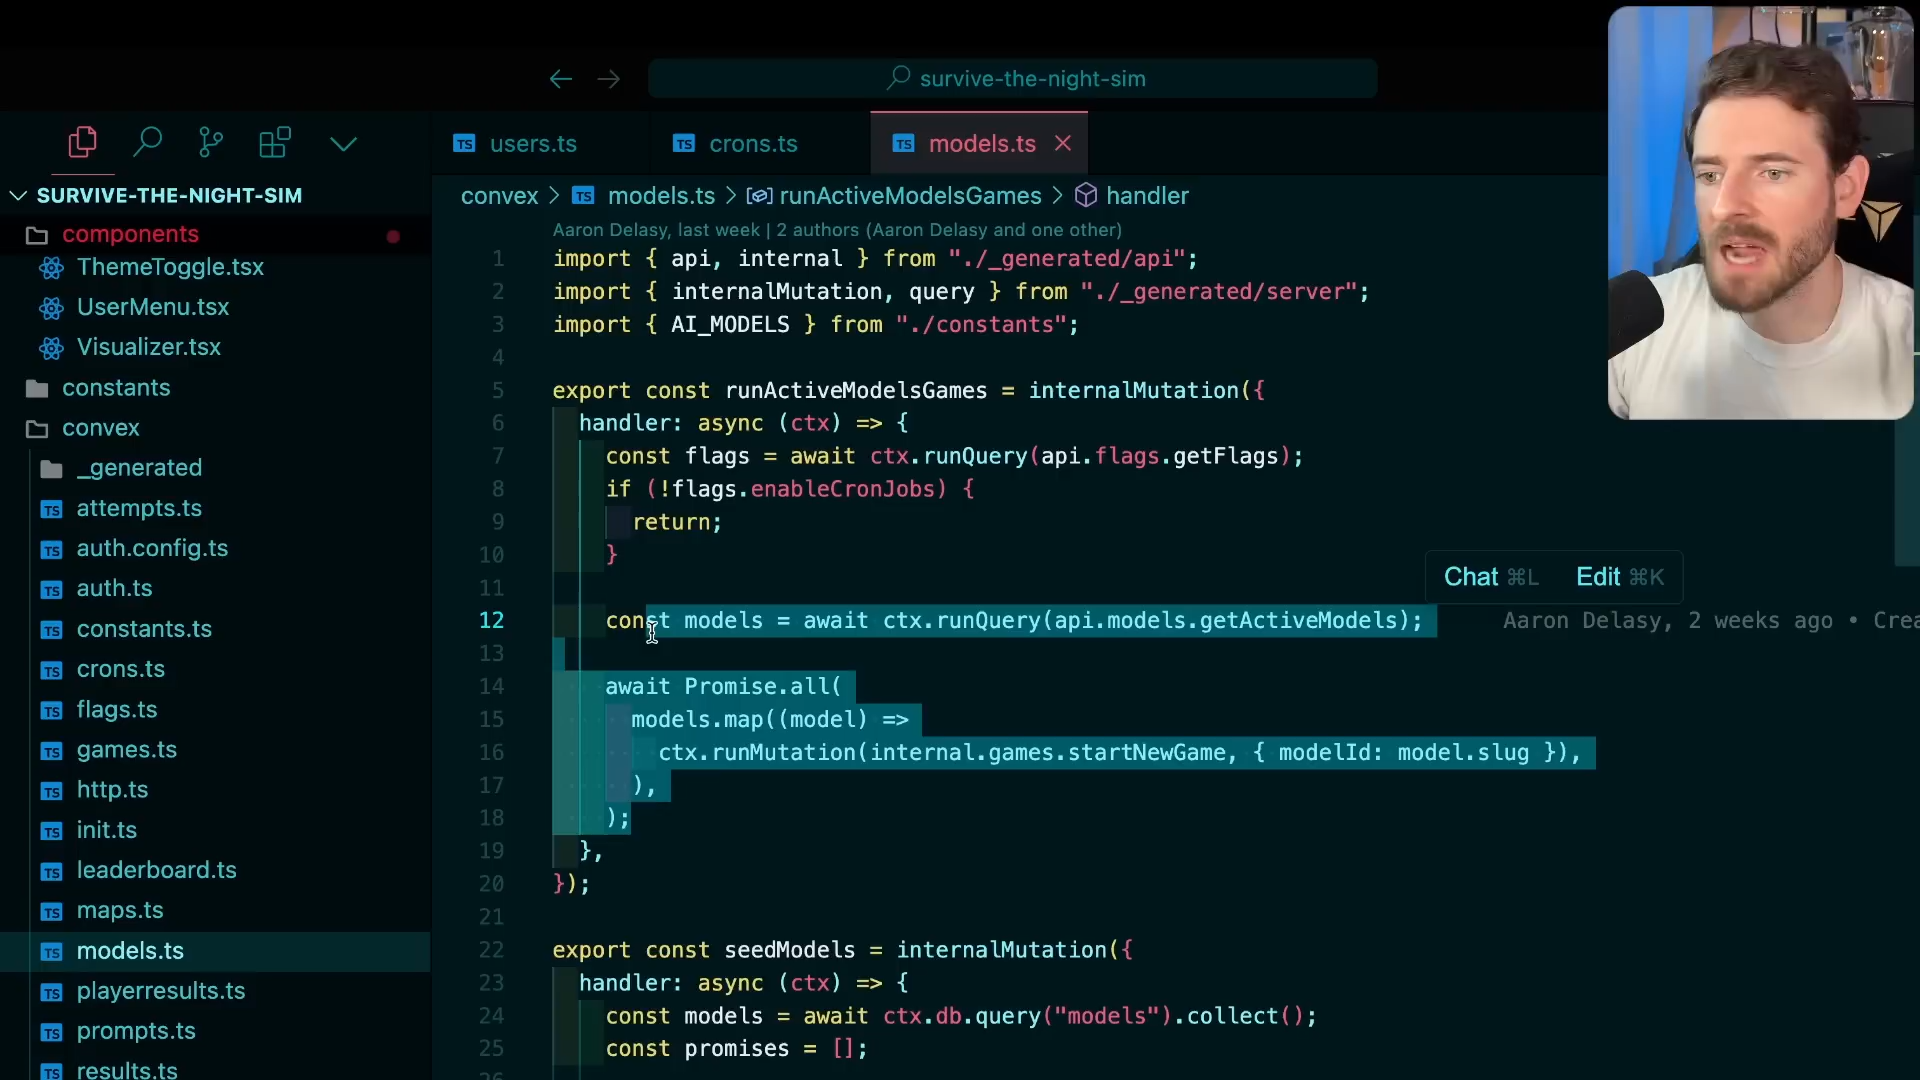 survive-the-night-sim
users.ts
crons.ts
models.ts
SURVIVE-THE-NIGHT-SIM
components
ThemeToggle.tsx
UserMenu.tsx
Visualizer.tsx
constants
convex
_generated
attempts.ts
auth.config.ts
auth.ts
constants.ts
crons.ts
flags.ts
games.ts
http.ts
init.ts
leaderboard.ts
maps.ts
models.ts
playerresults.ts
prompts.ts
results.ts
convex > TS models.ts > runActiveModelsGames > handler
Aaron Delasy, last week | 2 authors (Aaron Delasy and one other)
1 import { api, internal } from "./_generated/api";
2 import { internalMutation, query } from "./_generated/server";
3 import { AI_MODELS } from "./constants";
4
5 export const runActiveModelsGames = internalMutation({
6 handler: async (ctx) => {
7 const flags = await ctx.runQuery(api.flags.getFlags);
8 if (!flags.enableCronJobs) {
9 return;
10 }
11
Chat ⌘L Edit ⌘K
12 const models = await ctx.runQuery(api.models.getActiveModels); Aaron Delasy, 2 weeks ago • Crea
13
14 await Promise.all(
15 models.map((model) =>
16 ctx.runMutation(internal.games.startNewGame, { modelId: model.slug }),
17 ),
18 );
19 },
20 });
21
22 export const seedModels = internalMutation({
23 handler: async (ctx) => {
24 const models = await ctx.db.query("models").collect();
25 const promises = [];